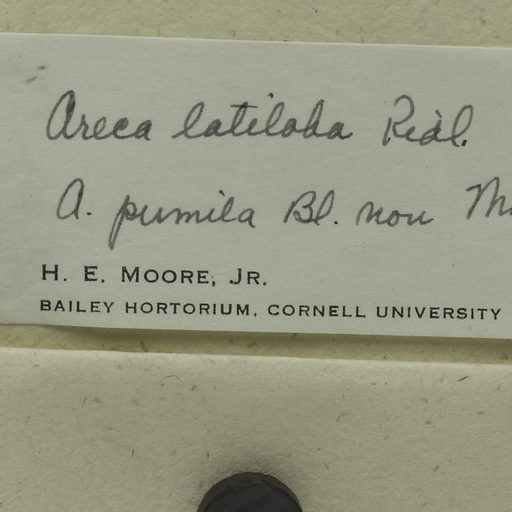 Areca latiloba Ridl.
A. pumila Bl. non
H. E. MOORE, JR.
BAILEY HORTORIUM, CORNELL UNIVERSITY